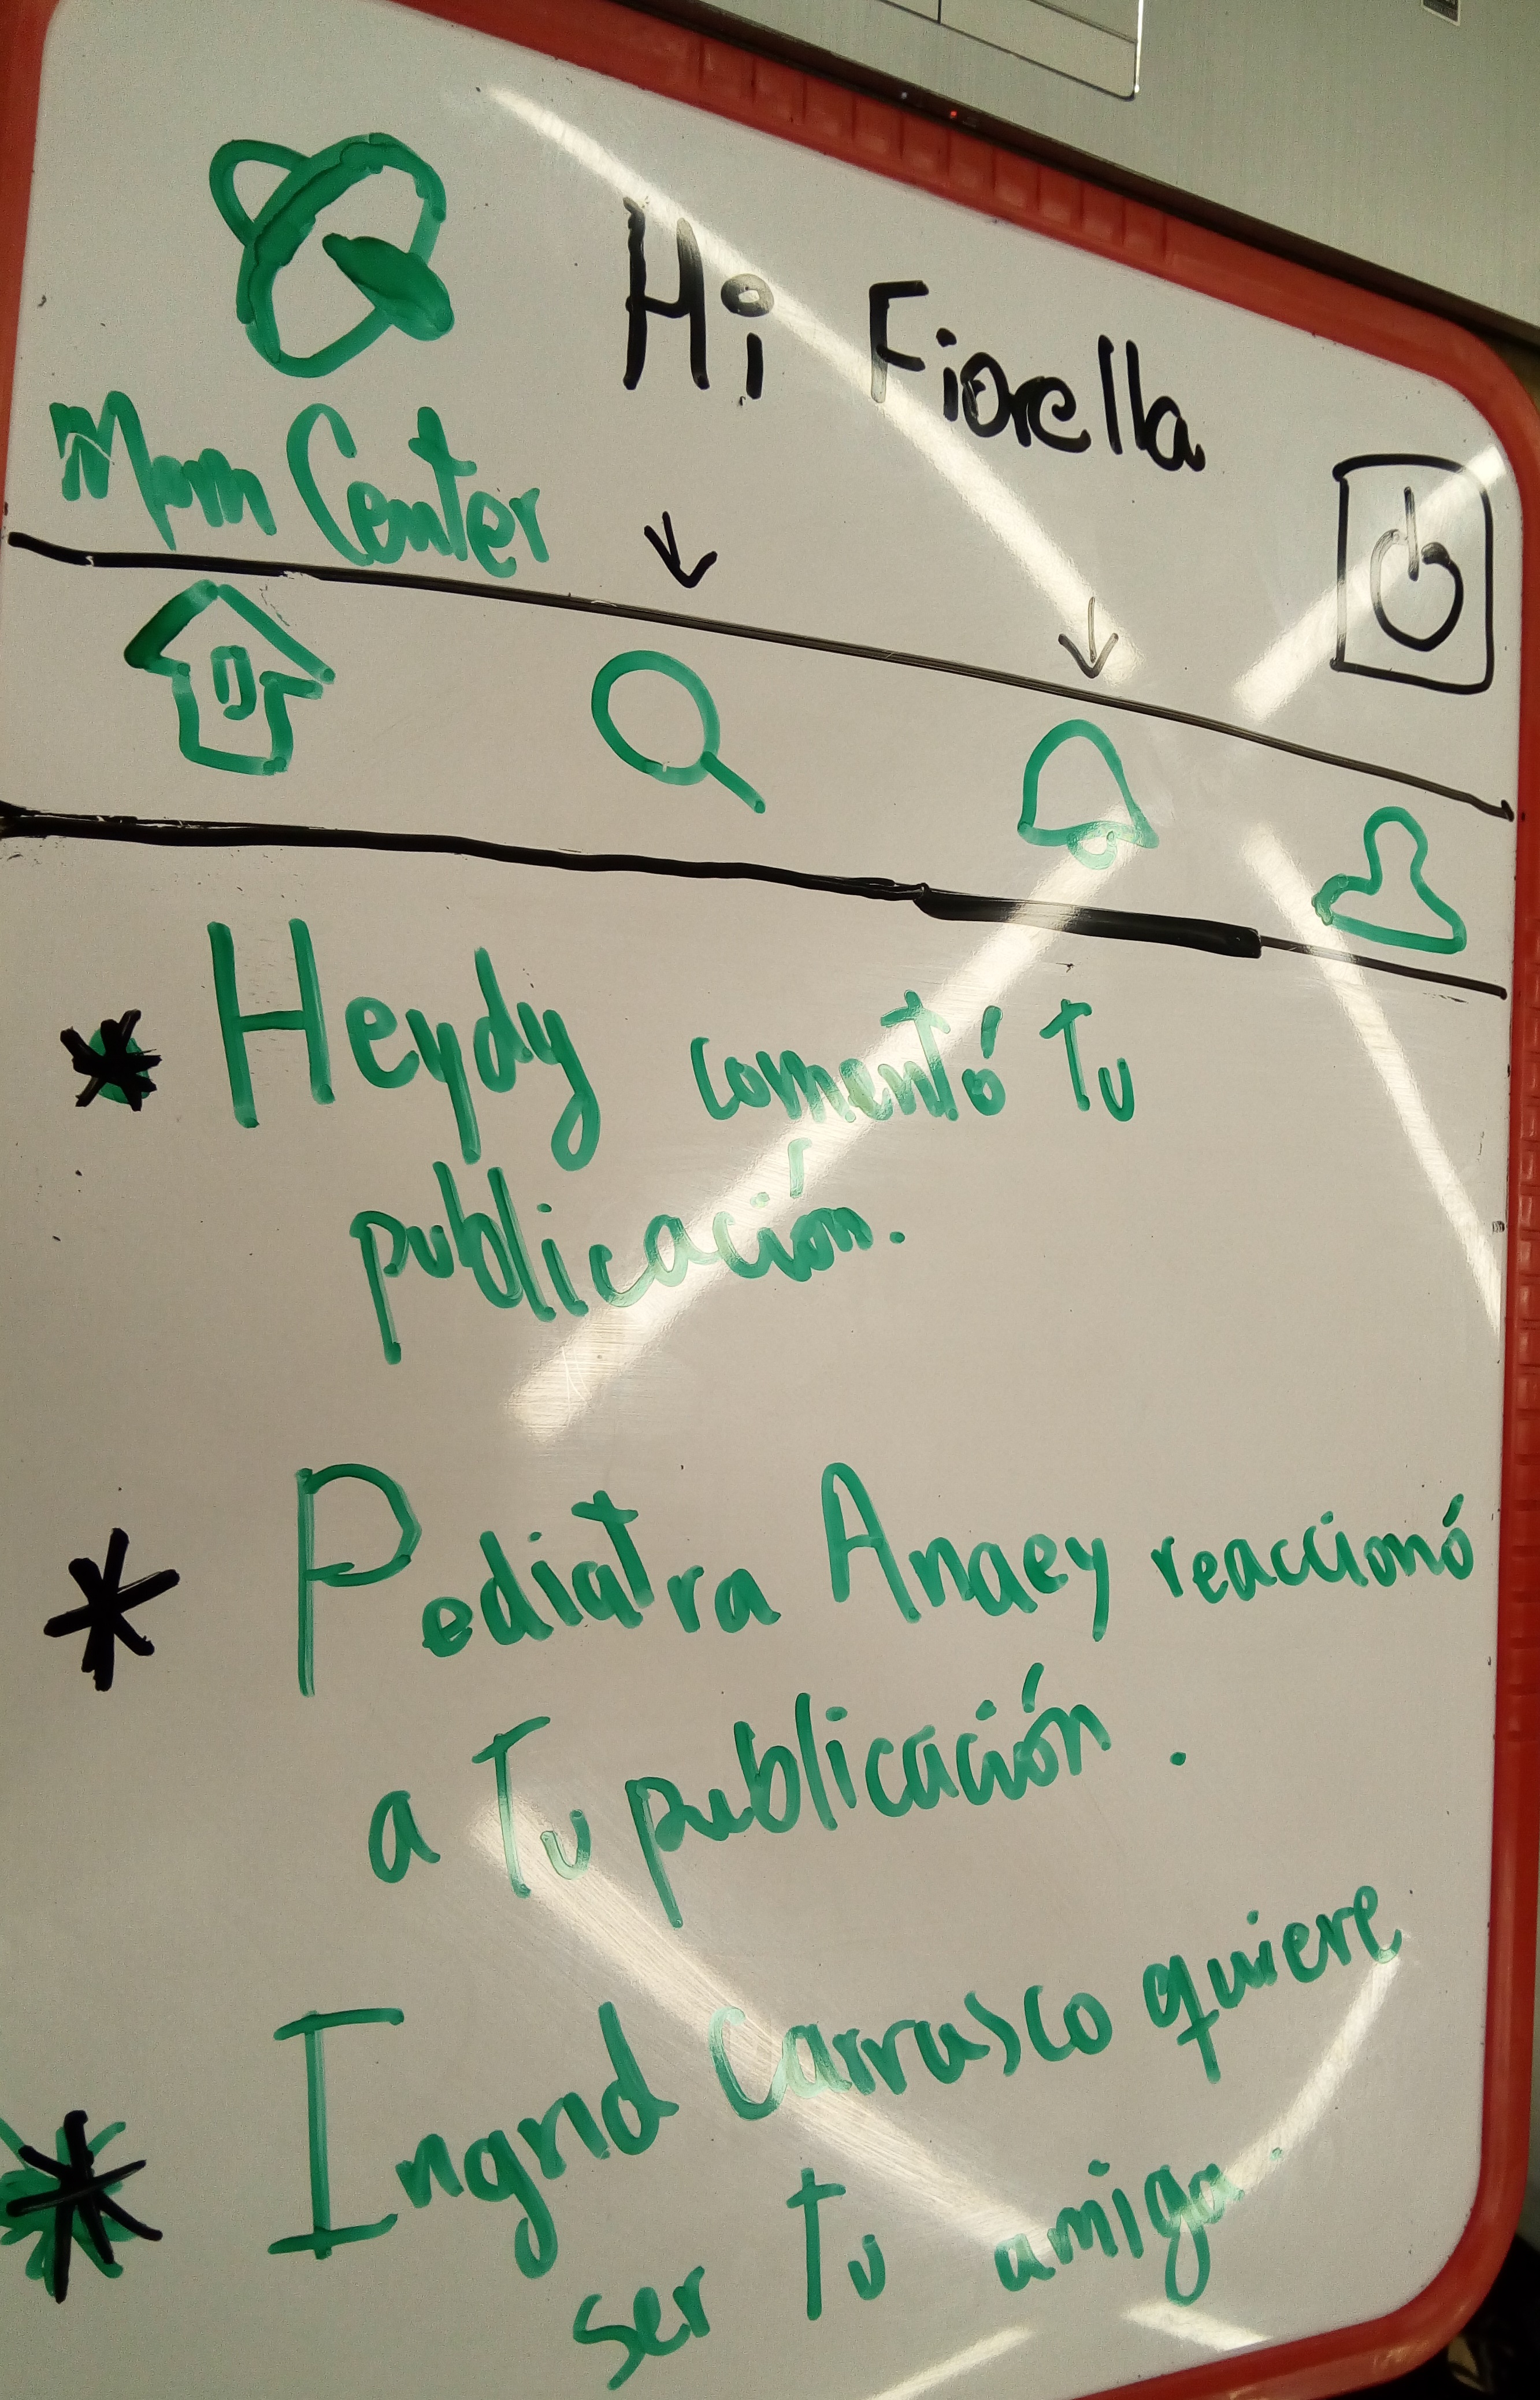 Hi Fiorella
Mom Center
* Heydy comentó tu
publicación.
* Pediatra Anaey reaccionó
a tu publicación.
* Ingrid Carrasco quiere
ser tu amiga.